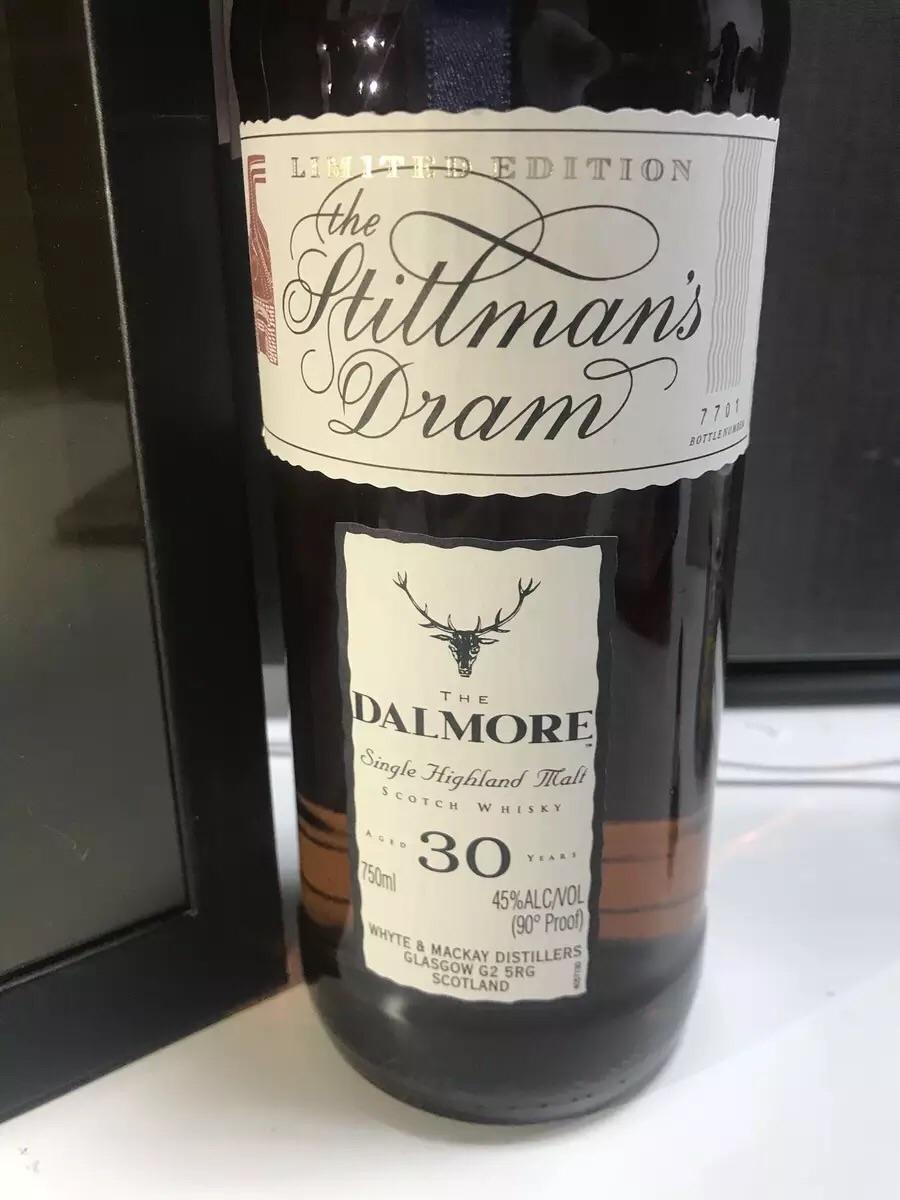 LIMITED EDITION
the
Stillman's
Dram
7701
BOTTLE NUMBER
THE
DALMORE
Single Highland Malt
SCOTCH WHISKY
AGED 30 YEARS
750ml
45%ALC/VOL
(90° Proof)
WHYTE & MACKAY DISTILLERS
GLASGOW G2 5RG
SCOTLAND